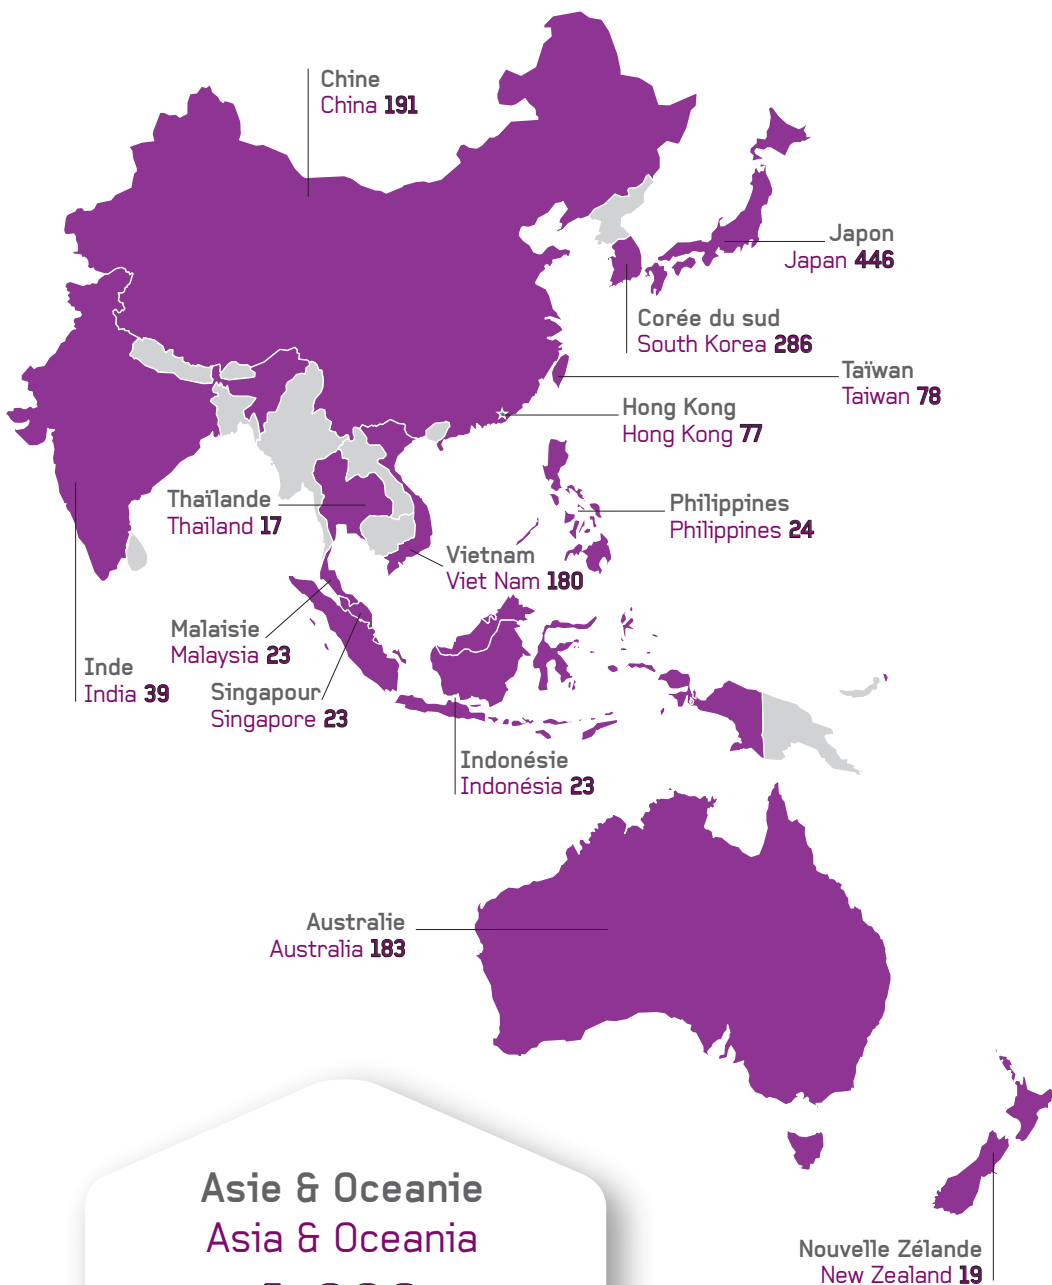 Chine
China 191
Japon
Japan 446
Corée du sud
South Korea 286
Taïwan
Taiwan 78
Hong Kong
Hong Kong 77
Thaïlande
Thailand 17
Philippines
Philippines 24
Vietnam
Viet Nam 180
Malaisie
Malaysia 23
Inde
India 39
Singapour
Singapore 23
Indonésie
Indonésia 23
Australie
Australia 183
Asie & Oceanie
Asia & Oceania
Nouvelle Zélande
New Zealand 19